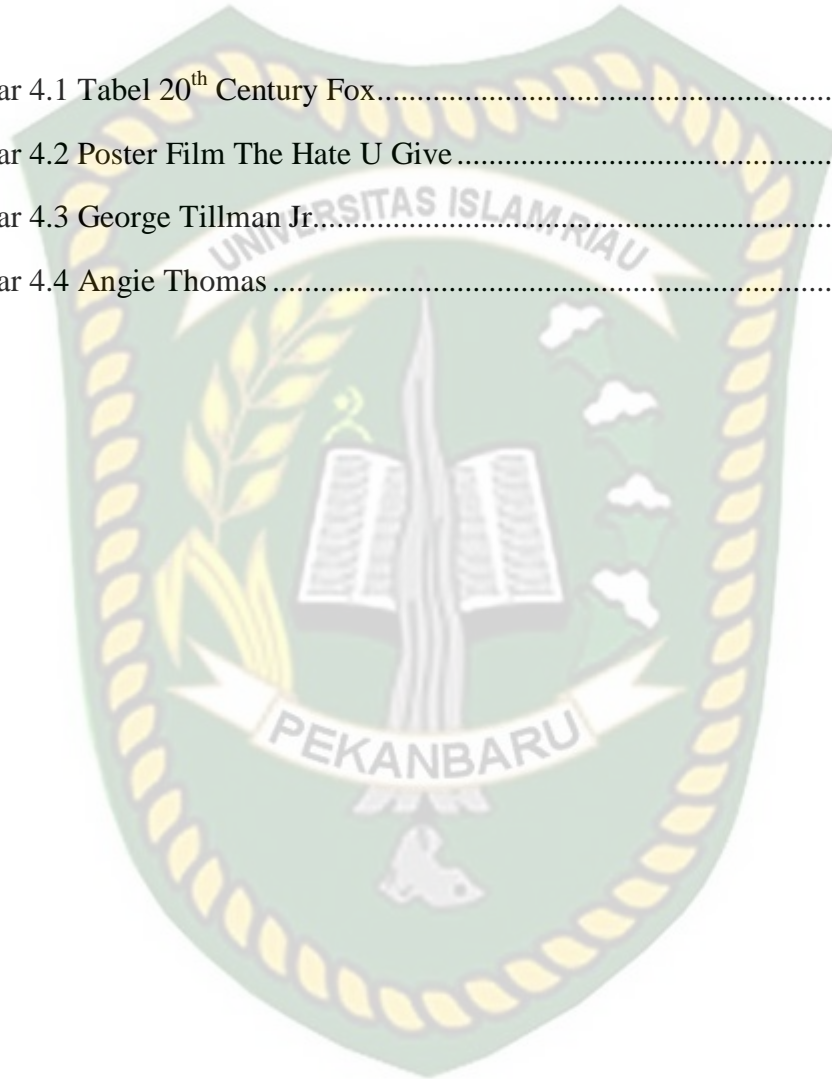 ar 4.1 Tabel 20th Century Fox..........................................................
ar 4.2 Poster Film The Hate U Give................................................
ar 4.3 George Tillman Jr..................................................................
ar 4.4 Angie Thomas.......................................................................
UNIVERSITAS ISLAM RIAU
PEKANBARU